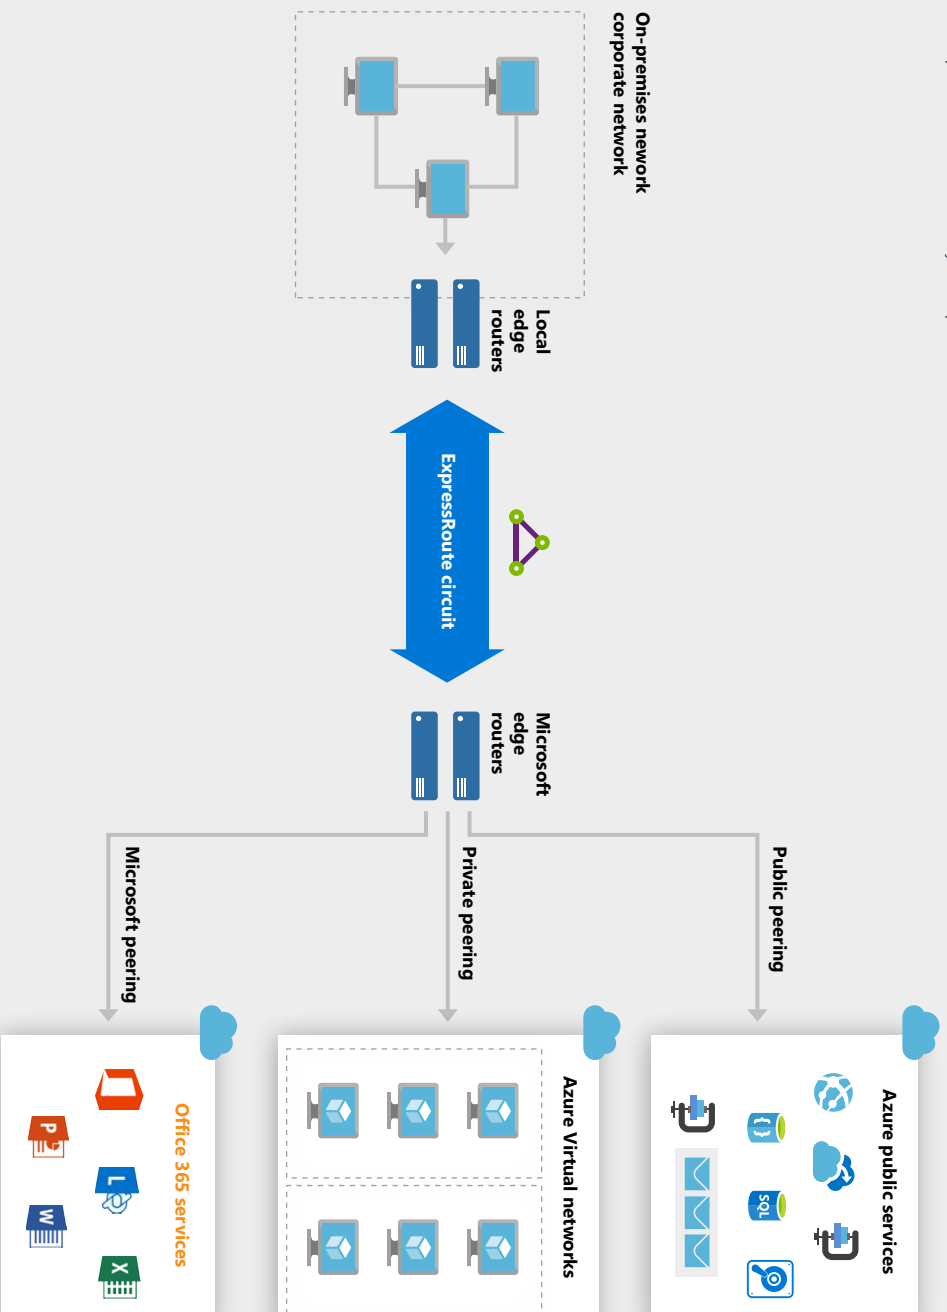 On-premises nework
corporate network
Local
edge
routers
ExpressRoute circuit
Microsoft
edge
routers
Public peering
Private peering
Microsoft peering
Azure public services
{ }
SQL
Azure Virtual networks
Office 365 services
P
L
W
X